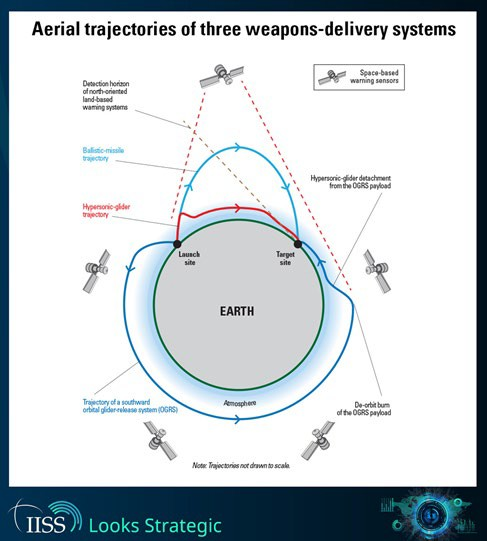 Aerial trajectories of three weapons-delivery systems
Detection horizon
of north-oriented
land-based
warning systems
Space-based
warning sensors
Ballistic-missile
trajectory
Hypersonic-glider detachment
from the OGRS payload
Hypersonic-glider
trajectory
Launch
site
Target
site
EARTH
Trajectory of a southward
orbital glider-release system (OGRS)
Atmosphere
De-orbit burn
of the OGRS payload
Note: Trajectories not drawn to scale.
IISS Looks Strategic